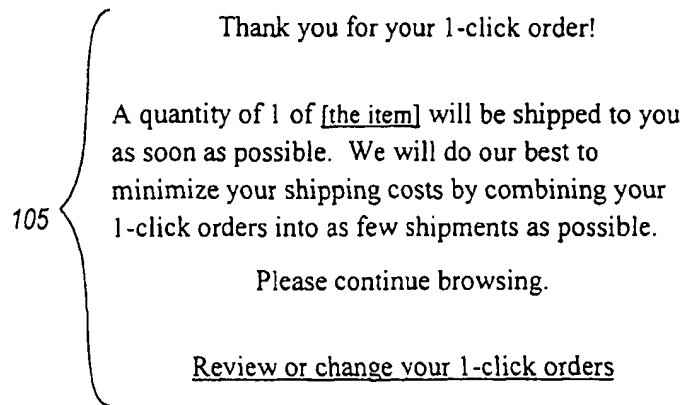 Thank you for your 1-click order!
A quantity of 1 of [the item] will be shipped to you
as soon as possible. We will do our best to
minimize your shipping costs by combining your
105
1-click orders into as few shipments as possible.
Please continue browsing.
Review or change your 1-click orders